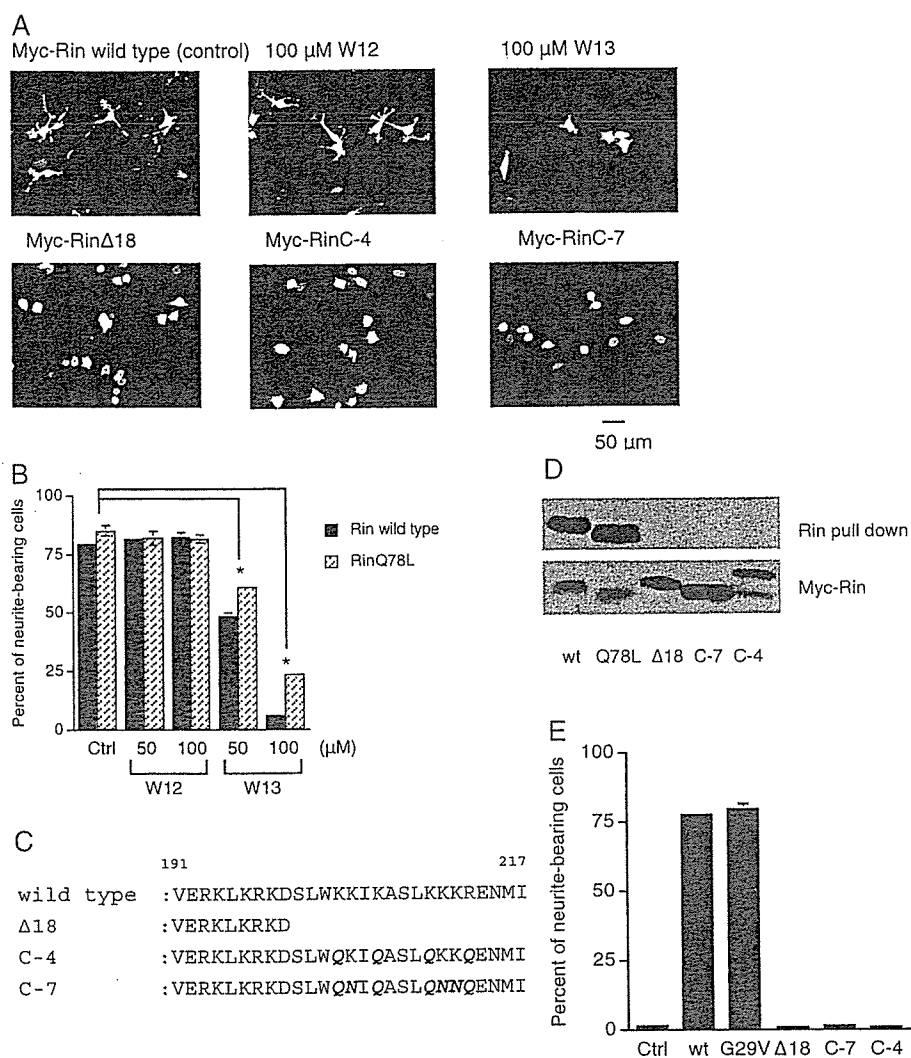 A
Myc-Rin wild type (control) 100 µM W12 100 µM W13
Myc-RinΔ18 Myc-RinC-4 Myc-RinC-7
50 µm
B
Percent of neurite-bearing cells
100
75
50
25
0
* *
Rin wild type
RinQ78L
Ctrl 50 100 50 100 (µM)
W12 W13
C
191 217
wild type :VERKLKRKDSLWKKIKASLKKKRENMI
Δ18 :VERKLKRKD
C-4 :VERKLKRKDSLWQKIQASLQKKQENMI
C-7 :VERKLKRKDSLWQNIQASLQNNQENMI
D
Rin pull down
Myc-Rin
wt Q78L Δ18 C-7 C-4
E
Percent of neurite-bearing cells
100
75
50
25
0
Ctrl wt G29V Δ18 C-7 C-4